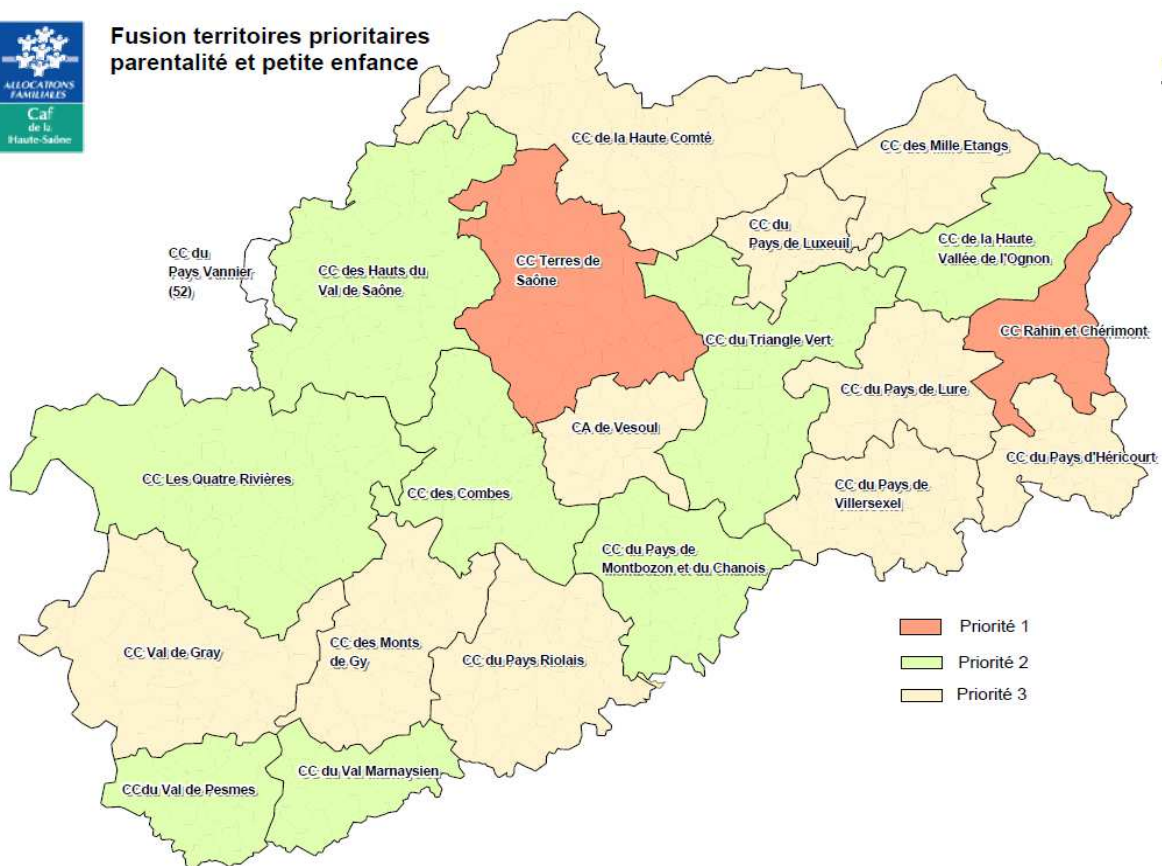 ALLOCATIONS
FAMILIALES
Caf
de la
Haute-Saône
Fusion territoires prioritaires
parentalité et petite enfance
CC de la Haute Comté
CC des Mille Etangs
CC du
Pays de Luxeuil
CC de la Haute
Vallée de l'Ognon
CC du
Pays Vannier
(52)
CC des Hauts du
Val de Saône
CC Terres de
Saône
CC du Triangle Vert
CC Rahin et Chérimont
CC du Pays de Lure
CA de Vesoul
CC du Pays d'Héricourt
CC Les Quatre Rivières
CC des Combes
CC du Pays de
Villersexel
CC du Pays de
Montbozon et du Chanois
CC Val de Gray
CC des Monts
de Gy
CC du Pays Riolais
CC du Val Marnaysien
CCdu Val de Pesmes
Priorité 1
Priorité 2
Priorité 3